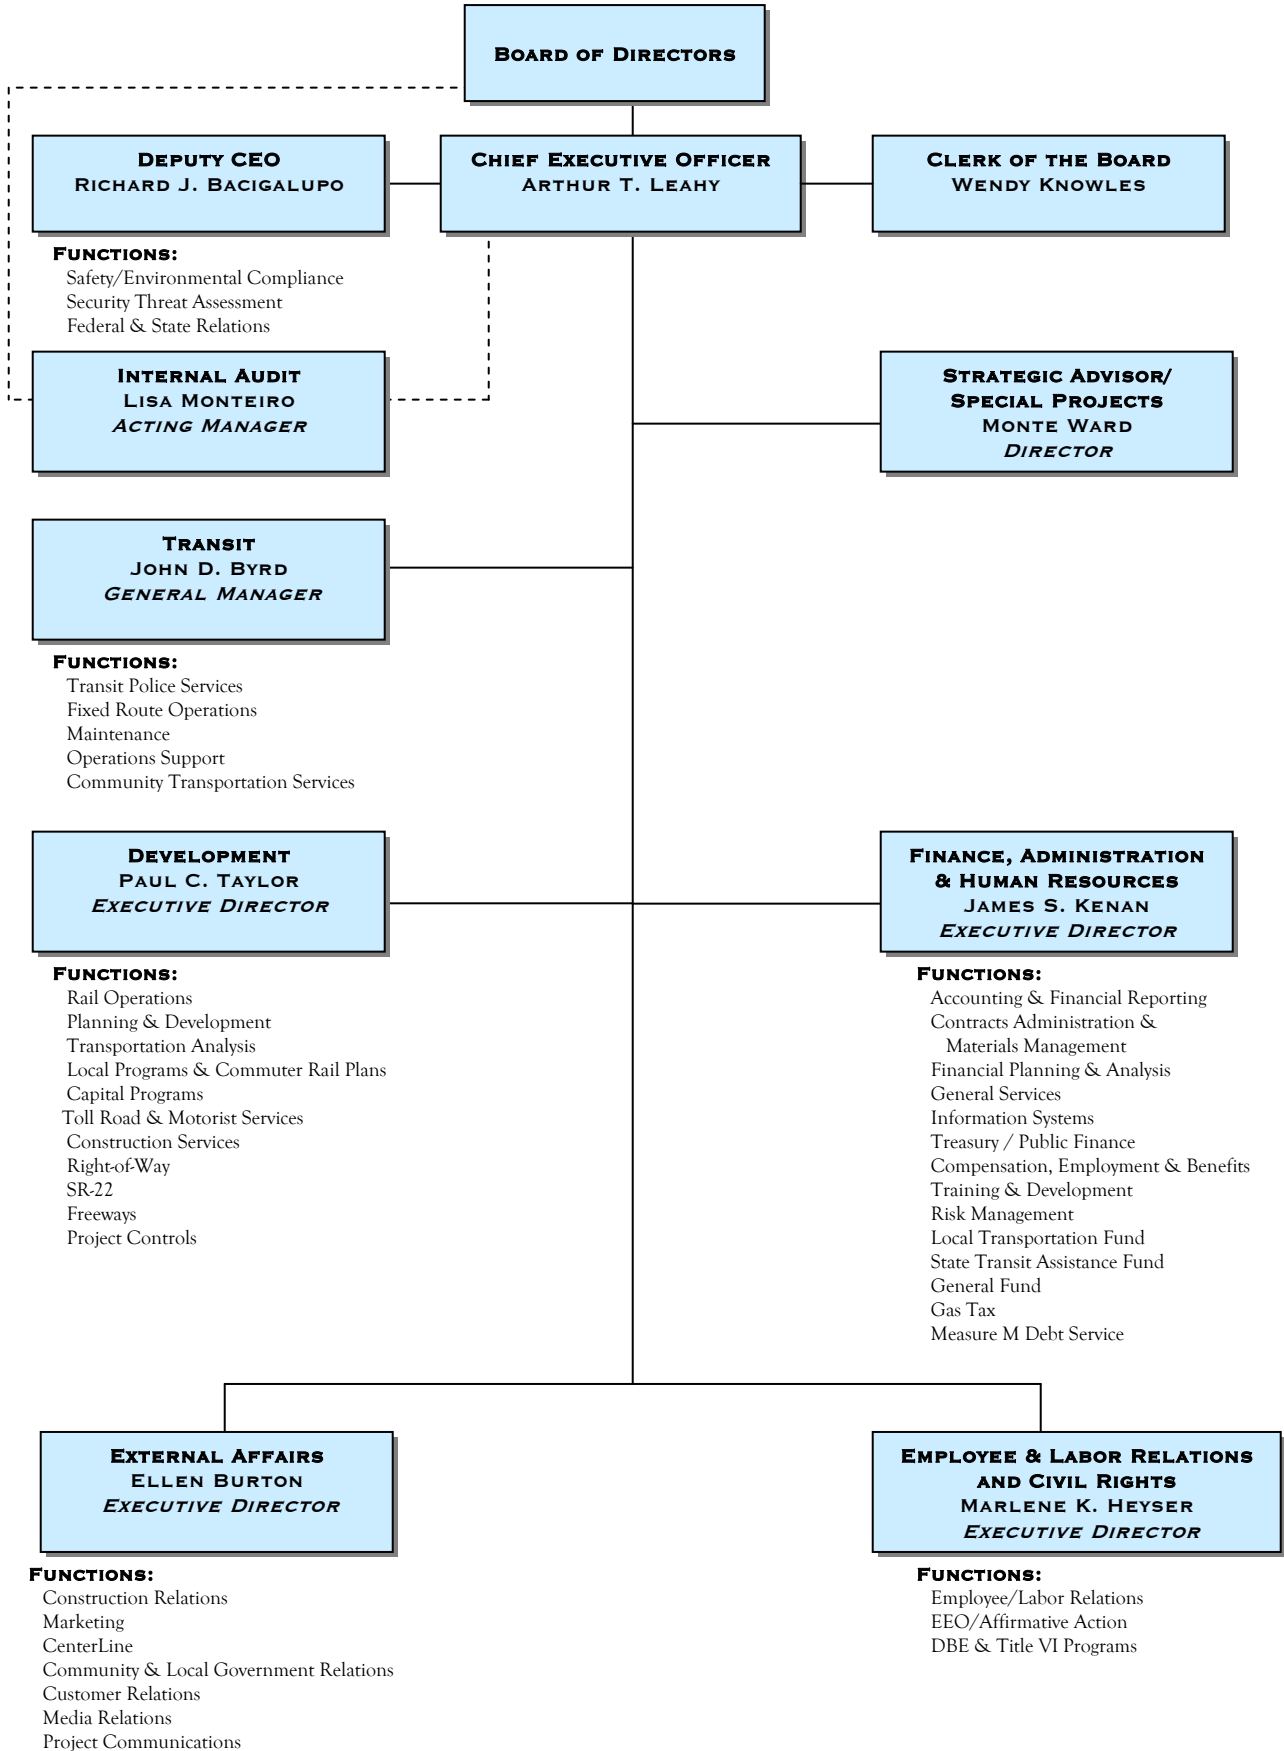 Board of Directors
Deputy CEO
Richard J. Bacigalupo
Chief Executive Officer
Arthur T. Leahy
Clerk of the Board
Wendy Knowles
Functions:
Safety/Environmental Compliance
Security Threat Assessment
Federal & State Relations
Internal Audit
Lisa Monteiro
Acting Manager
Strategic Advisor/
Special Projects
Monte Ward
Director
Transit
John D. Byrd
General Manager
Functions:
Transit Police Services
Fixed Route Operations
Maintenance
Operations Support
Community Transportation Services
Development
Paul C. Taylor
Executive Director
Functions:
Rail Operations
Planning & Development
Transportation Analysis
Local Programs & Commuter Rail Plans
Capital Programs
Toll Road & Motorist Services
Construction Services
Right-of-Way
SR-22
Freeways
Project Controls
Finance, Administration
& Human Resources
James S. Kenan
Executive Director
Functions:
Accounting & Financial Reporting
Contracts Administration &
Materials Management
Financial Planning & Analysis
General Services
Information Systems
Treasury / Public Finance
Compensation, Employment & Benefits
Training & Development
Risk Management
Local Transportation Fund
State Transit Assistance Fund
General Fund
Gas Tax
Measure M Debt Service
External Affairs
Ellen Burton
Executive Director
Functions:
Construction Relations
Marketing
CenterLine
Community & Local Government Relations
Customer Relations
Media Relations
Project Communications
Employee & Labor Relations
and Civil Rights
Marlene K. Heyser
Executive Director
Functions:
Employee/Labor Relations
EEO/Affirmative Action
DBE & Title VI Programs